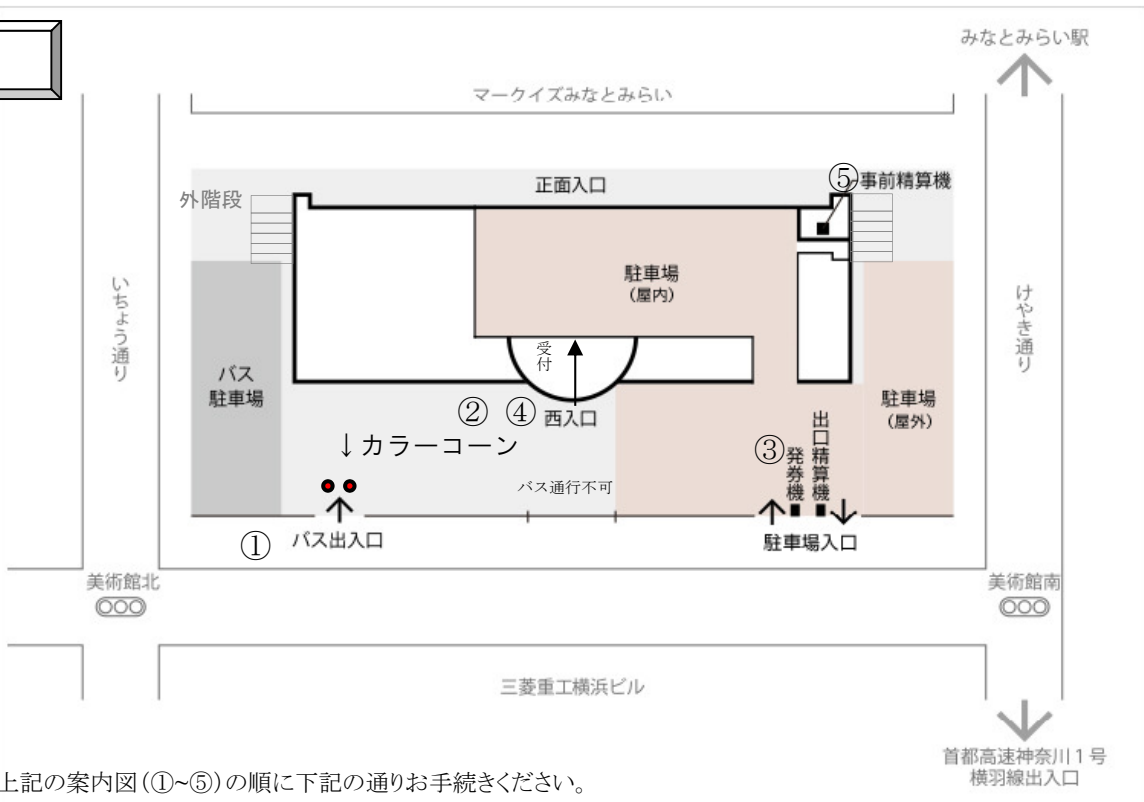 みなとみらい駅
マークイズみなとみらい
外階段
正面入口
⑤事前精算機
いちょう通り
駐車場
(屋内)
けやき通り
受付
バス
駐車場
② ④
西入口
駐車場
(屋外)
↓カラーコーン
③
発券機
出口精算機
バス通行不可
①
バス出入口
駐車場入口
美術館北
美術館南
三菱重工横浜ビル
首都高速神奈川1号
横羽線出入口
上記の案内図(①~⑤)の順に下記の通りお手続きください。